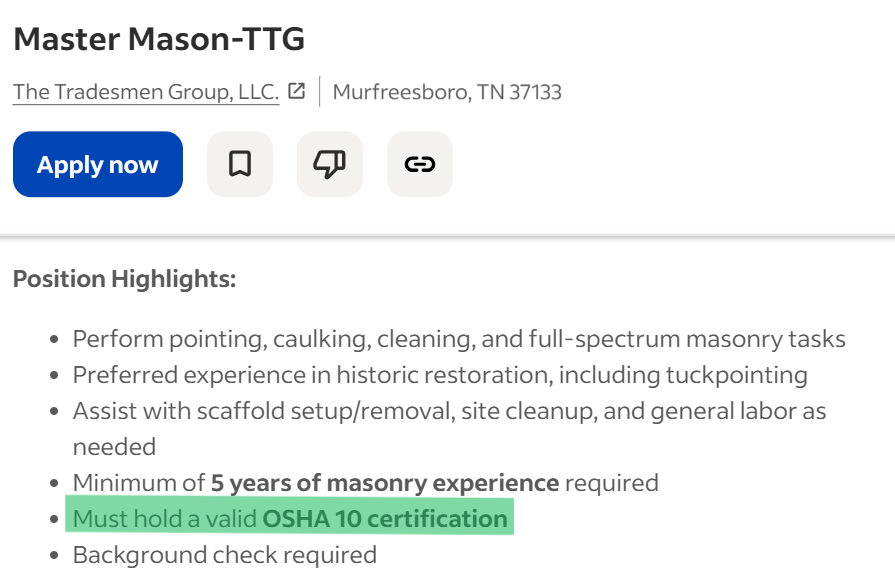 Master Mason-TTG
The Tradesmen Group, LLC. Murfreesboro, TN 37133
Apply now
Position Highlights:
• Perform pointing, caulking, cleaning, and full-spectrum masonry tasks
• Preferred experience in historic restoration, including tuckpointing
• Assist with scaffold setup/removal, site cleanup, and general labor as
needed
• Minimum of 5 years of masonry experience required
• Must hold a valid OSHA 10 certification
• Background check required